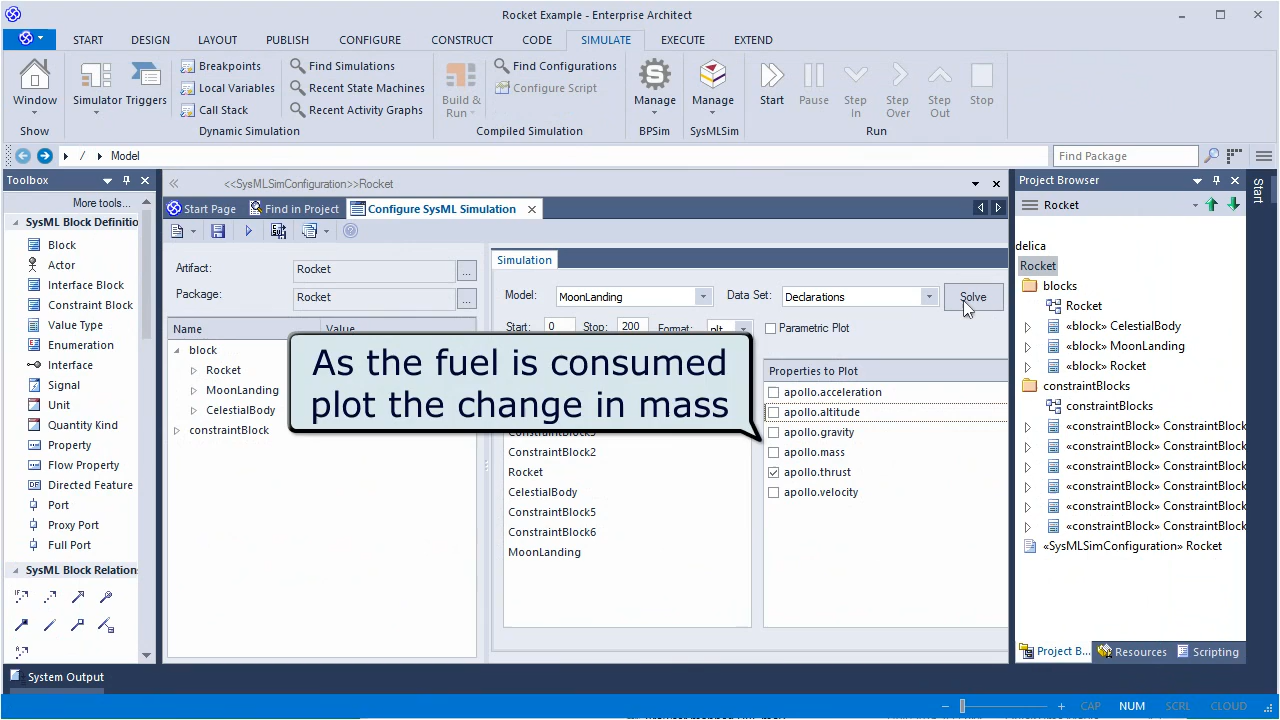 Rocket Example - Enterprise Architect
START DESIGN LAYOUT PUBLISH CONFIGURE CONSTRUCT CODE SIMULATE EXECUTE EXTEND
Window
Show
Simulator Triggers
Breakpoints
Local Variables
Call Stack
Find Simulations
Recent State Machines
Recent Activity Graphs
Dynamic Simulation
Build & Run
Find Configurations
Configure Script
Compiled Simulation
Manage
BPSim
Manage
SysMLSim
Start Pause Step In Step Over Step Out Stop
Run
/ Model
Find Package
Toolbox
More tools...
SysML Block Definitio
Block
Actor
Interface Block
Constraint Block
Value Type
Enumeration
Interface
Signal
Unit
Quantity Kind
Property
Flow Property
Directed Feature
Port
Proxy Port
Full Port
SysML Block Relation
<<SysMLSimConfiguration>>Rocket
Start Page Find in Project Configure SysML Simulation
Artifact: Rocket ...
Package: Rocket ...
Name Value
block
Rocket
MoonLanding
CelestialBody
constraintBlock
Simulation
Model: MoonLanding Data Set: Declarations Solve
Start: 0 Stop: 200 Format: plt Parametric Plot
As the fuel is consumed
plot the change in mass
ConstraintBlock2
Rocket
CelestialBody
ConstraintBlock5
ConstraintBlock6
MoonLanding
Properties to Plot
apollo.acceleration
apollo.altitude
apollo.gravity
apollo.mass
apollo.thrust
apollo.velocity
Project Browser
Rocket
delica
Rocket
blocks
Rocket
«block» CelestialBody
«block» MoonLanding
«block» Rocket
constraintBlocks
constraintBlocks
«constraintBlock» ConstraintBlock
«constraintBlock» ConstraintBlock
«constraintBlock» ConstraintBlock
«constraintBlock» ConstraintBlock
«constraintBlock» ConstraintBlock
«constraintBlock» ConstraintBlock
«SysMLSimConfiguration» Rocket
Project B... Resources Scripting
Start
System Output
CAP NUM SCRL CLOUD